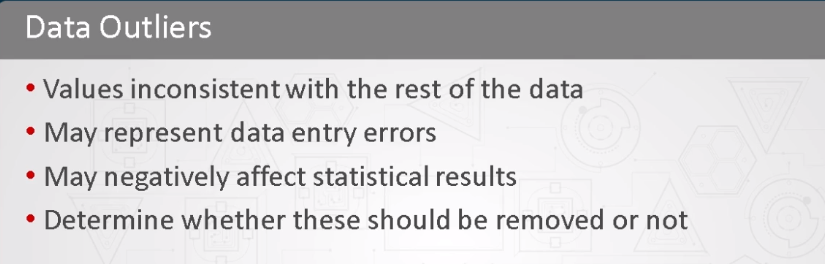 Data Outliers
• Values inconsistent with the rest of the data
• May represent data entry errors
• May negatively affect statistical results
• Determine whether these should be removed or not